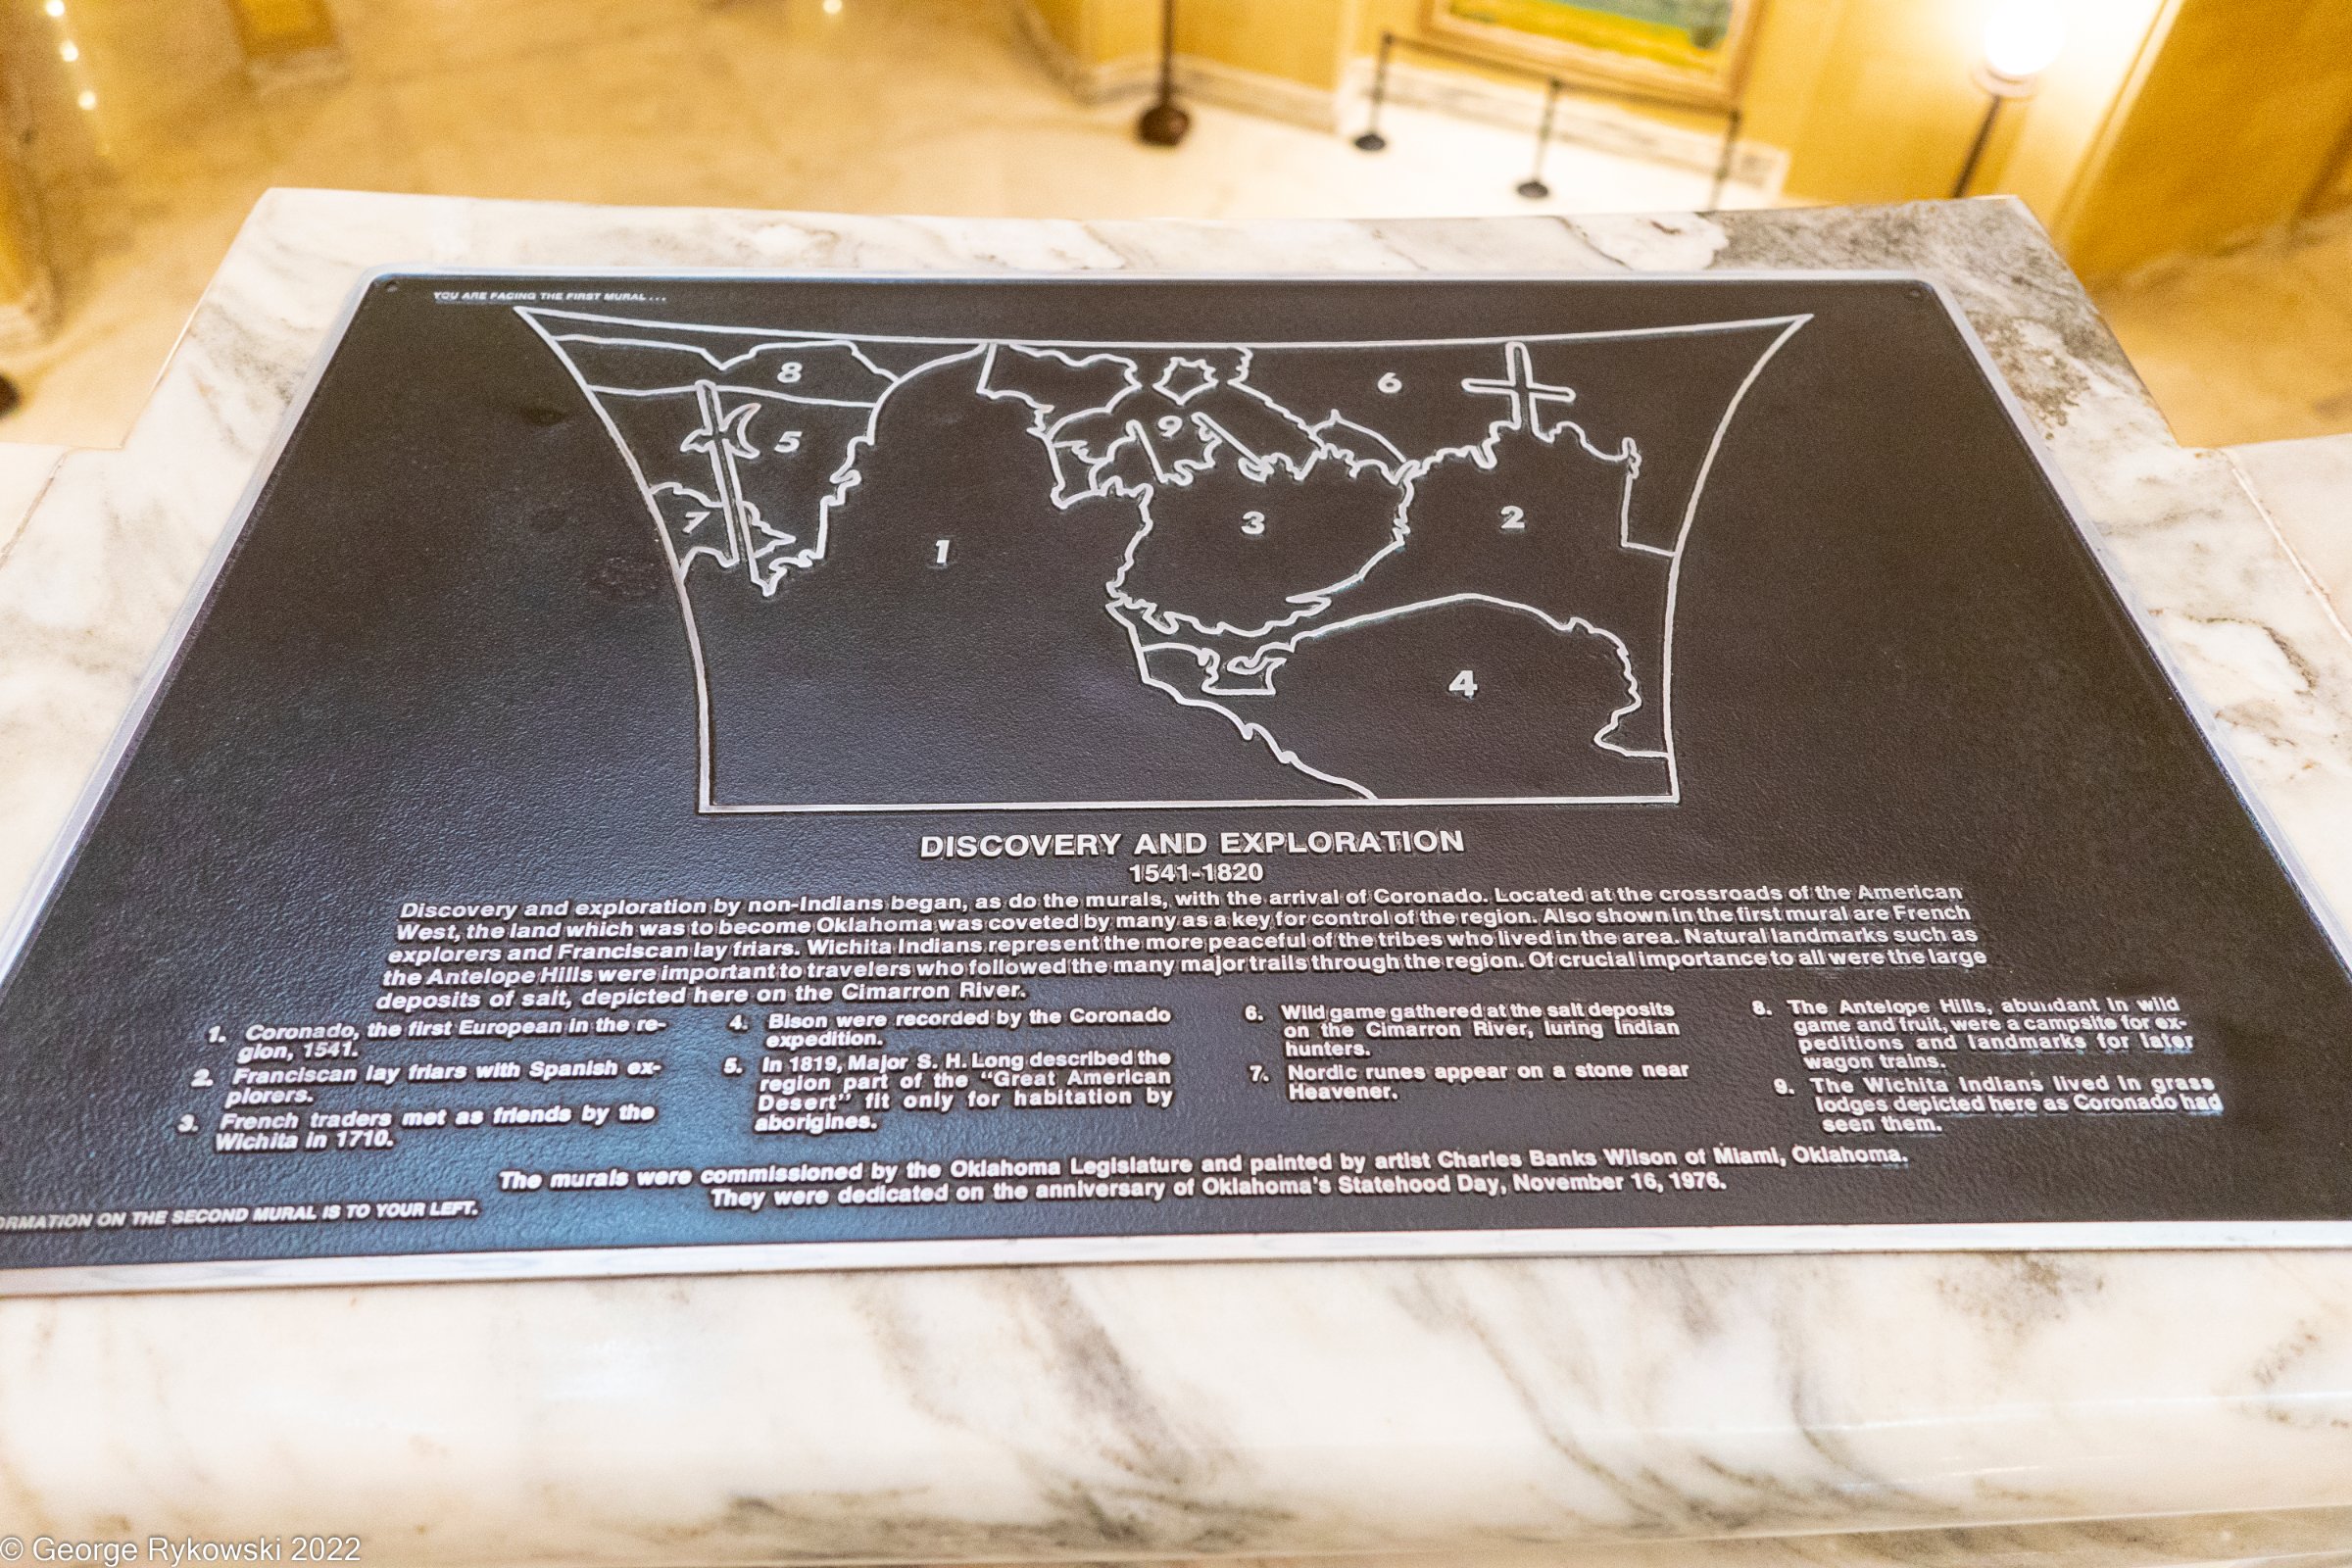 YOU ARE FACING THE FIRST MURAL...
8
6
5
9
7
1
3
2
4
DISCOVERY AND EXPLORATION
1541-1820
Discovery and exploration by non-Indians began, as do the murals, with the arrival of Coronado. Located at the crossroads of the American
West, the land which was to become Oklahoma was coveted by many as a key for control of the region. Also shown in the first mural are French
explorers and Franciscan lay friars. Wichita Indians represent the more peaceful of the tribes who lived in the area. Natural landmarks such as
the Antelope Hills were important to travelers who followed the many major trails through the region. Of crucial importance to all were the large
deposits of salt, depicted here on the Cimarron River.
1. Coronado, the first European in the re-
gion, 1541.
2. Franciscan lay friars with Spanish ex-
plorers.
3. French traders met as friends by the
Wichita in 1710.
4. Bison were recorded by the Coronado
expedition.
5. In 1819, Major S. H. Long described the
region part of the "Great American
Desert" fit only for habitation by
aborigines.
6. Wild game gathered at the salt deposits
on the Cimarron River, luring Indian
hunters.
7. Nordic runes appear on a stone near
Heavener.
8. The Antelope Hills, abundant in wild
game and fruit, were a campsite for ex-
peditions and landmarks for later
wagon trains.
9. The Wichita Indians lived in grass
lodges depicted here as Coronado had
seen them.
The murals were commissioned by the Oklahoma Legislature and painted by artist Charles Banks Wilson of Miami, Oklahoma.
They were dedicated on the anniversary of Oklahoma's Statehood Day, November 16, 1976.
ORMATION ON THE SECOND MURAL IS TO YOUR LEFT.
© George Rykowski 2022